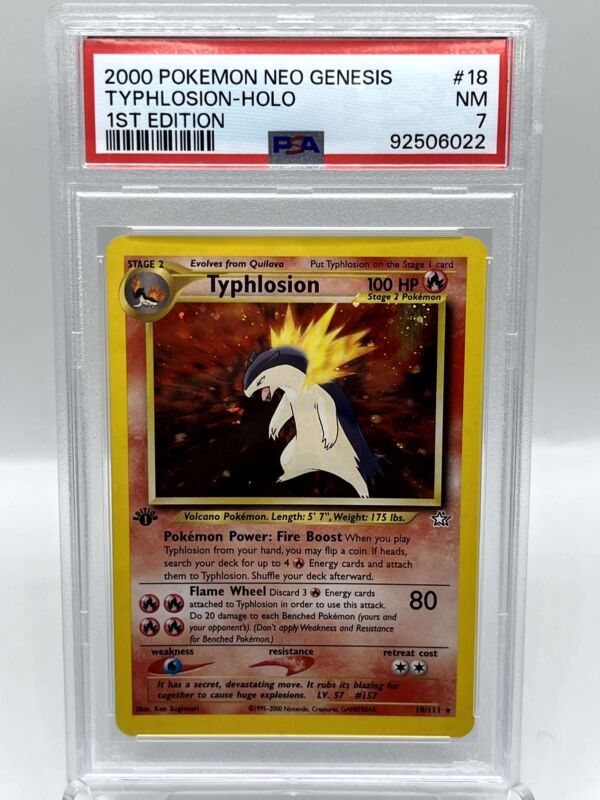 2000 POKEMON NEO GENESIS #18
TYPHLOSION-HOLO NM
1ST EDITION 7
PSA 92506022
STAGE 2 Evolves from Quilava Put Typhlosion on the Stage 1 card
Typhlosion 100 HP
Stage 2 Pokémon
EDITION
1
Volcano Pokémon. Length: 5' 7", Weight: 175 lbs.
Pokémon Power: Fire Boost When you play
Typhlosion from your hand, you may flip a coin. If heads,
search your deck for up to 4 Energy cards and attach
them to Typhlosion. Shuffle your deck afterward.
Flame Wheel Discard 3 Energy cards
attached to Typhlosion in order to use this attack. 80
Do 20 damage to each Benched Pokémon (yours and
your opponent's). (Don't apply Weakness and Resistance
for Benched Pokémon.)
weakness resistance retreat cost
It has a secret, devastating move. It rubs its blazing fur
together to cause huge explosions. LV. 57 #157
Illus. Ken Sugimori ©1995-2000 Nintendo, Creatures, GAMEFREAK. 18/111